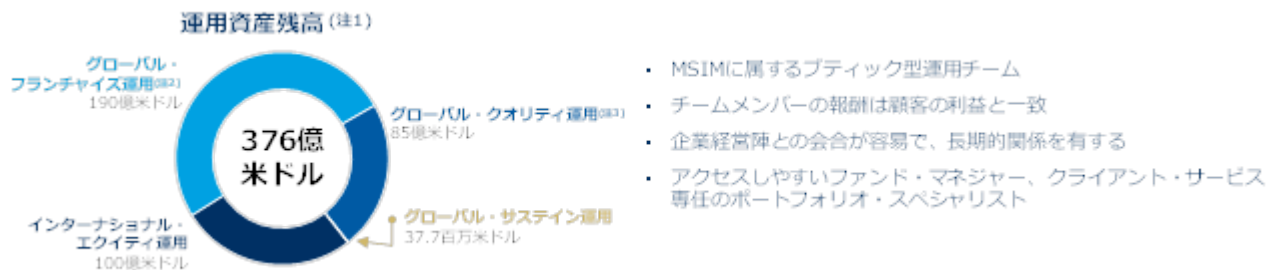 運用資産残高(注1)
グローバル・
フランチャイズ運用(注2)
190億米ドル
グローバル・クオリティ運用(注3)
85億米ドル
376億
米ドル
インターナショナル・
エクイティ運用
100億米ドル
グローバル・サステイン運用
37.7百万米ドル
• MSIMに属するブティック型運用チーム
• チームメンバーの報酬は顧客の利益と一致
• 企業経営陣との会合が容易で、長期的関係を有する
• アクセスしやすいファンド・マネジャー、クライアント・サービス
専任のポートフォリオ・スペシャリスト